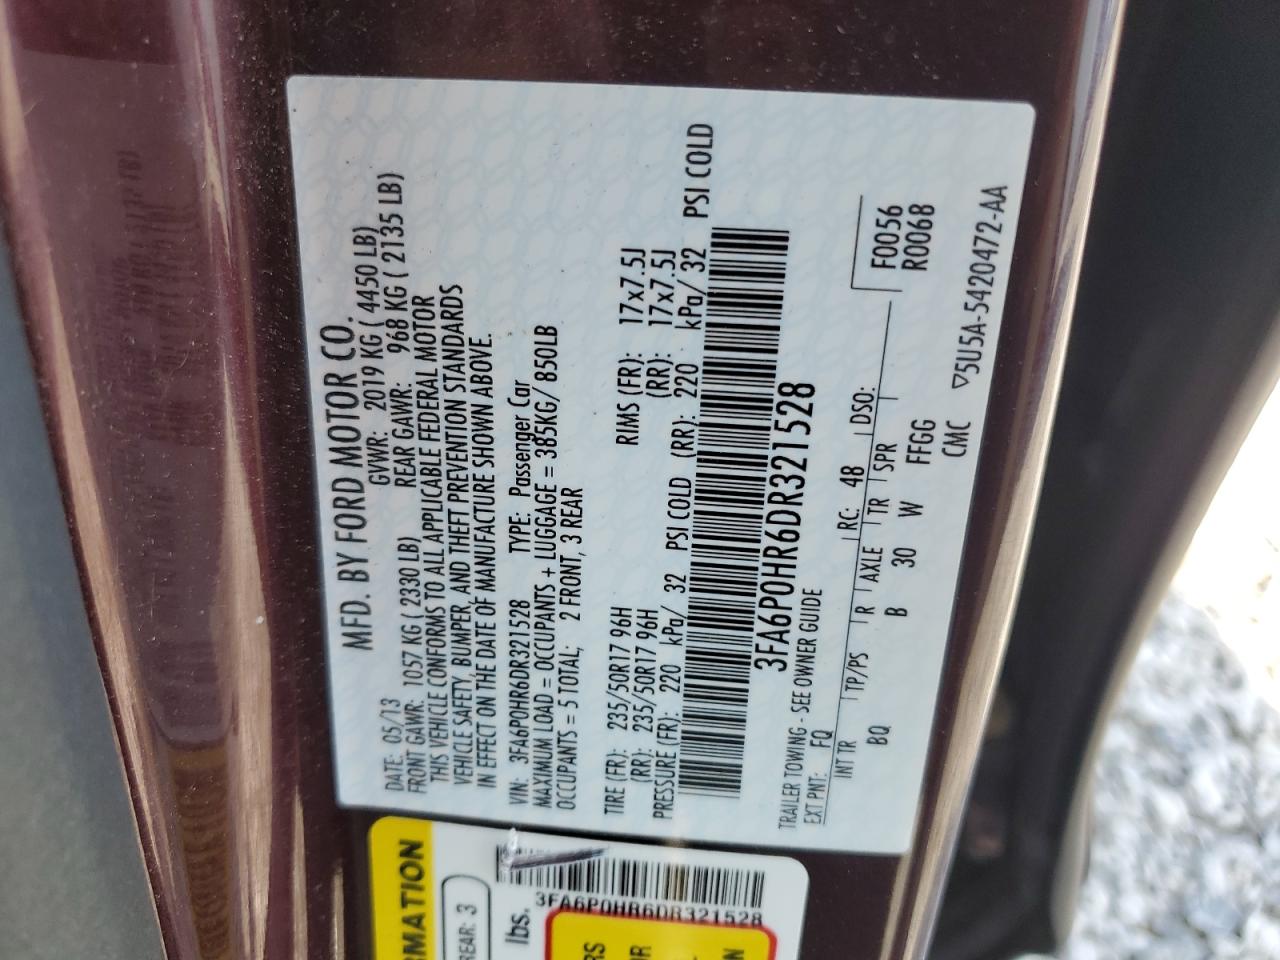 MFD. BY FORD MOTOR CO.
DATE: 05/13 GVWR: 2019 KG ( 4450 LB)
FRONT GAWR: 1057 KG ( 2330 LB) REAR GAWR: 968 KG ( 2135 LB)
THIS VEHICLE CONFORMS TO ALL APPLICABLE FEDERAL MOTOR
VEHICLE SAFETY, BUMPER, AND THEFT PREVENTION STANDARDS
IN EFFECT ON THE DATE OF MANUFACTURE SHOWN ABOVE.
VIN: 3FA6P0HR6DR321528 TYPE: Passenger Car
MAXIMUM LOAD = OCCUPANTS + LUGGAGE = 385KG/ 850LB
OCCUPANTS = 5 TOTAL; 2 FRONT, 3 REAR
TIRE (FR): 235/50R17 96H RIMS (FR): 17x7.5J
(RR): 235/50R17 96H (RR): 17x7.5J
PRESSURE (FR): 220 kPa/ 32 PSI COLD (RR): 220 kPa/ 32 PSI COLD
3FA6P0HR6DR321528
TRAILER TOWING - SEE OWNER GUIDE
EXT PNT: FQ RC: 48 DSO:
INT TR TP/PS R AXLE TR SPR
BQ B 30 W FFGG
F0056
R0068
CMC ▽5U5A-5420472-AA
RMATION
REAR: 3
lbs.
3FA6P0HR6DR321528
RS
OR
ON